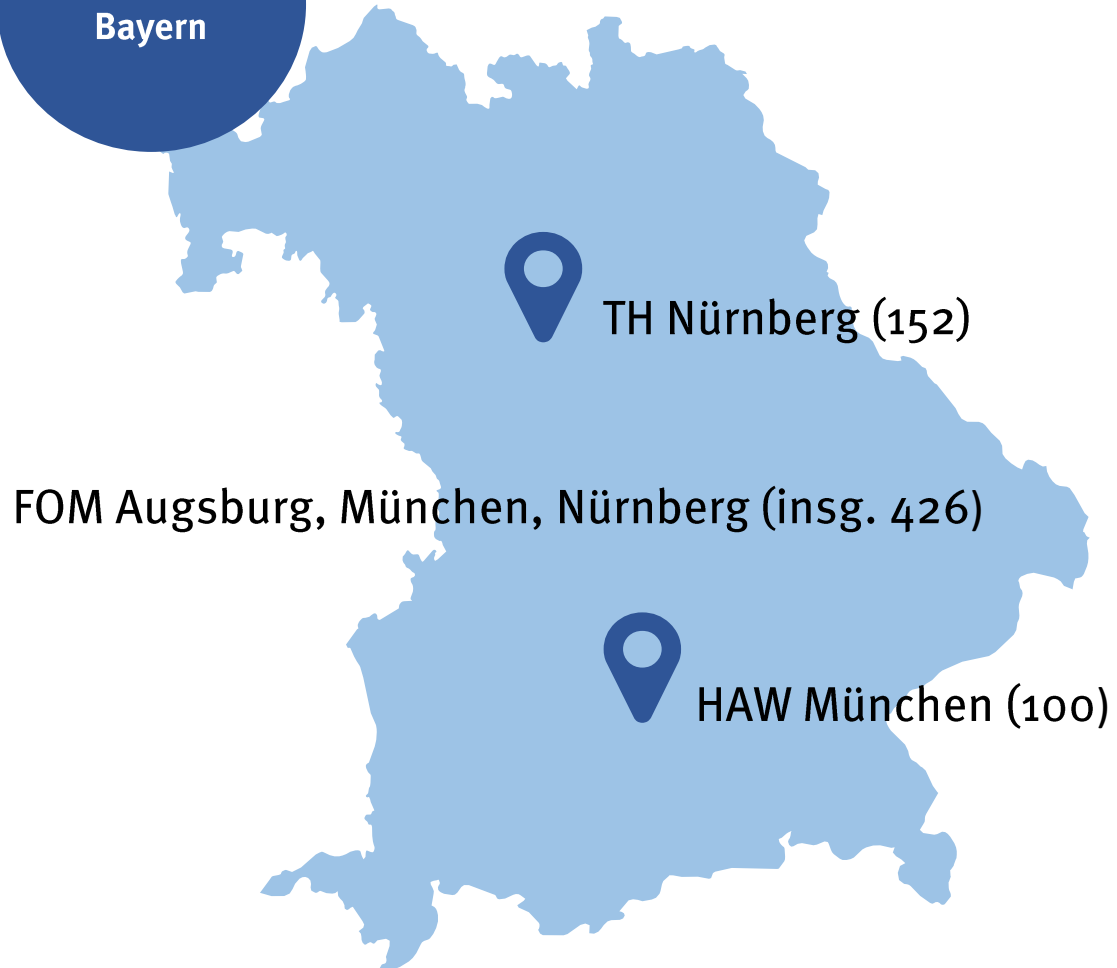 Bayern
TH Nürnberg (152)
FOM Augsburg, München, Nürnberg (insg. 426)
HAW München (100)